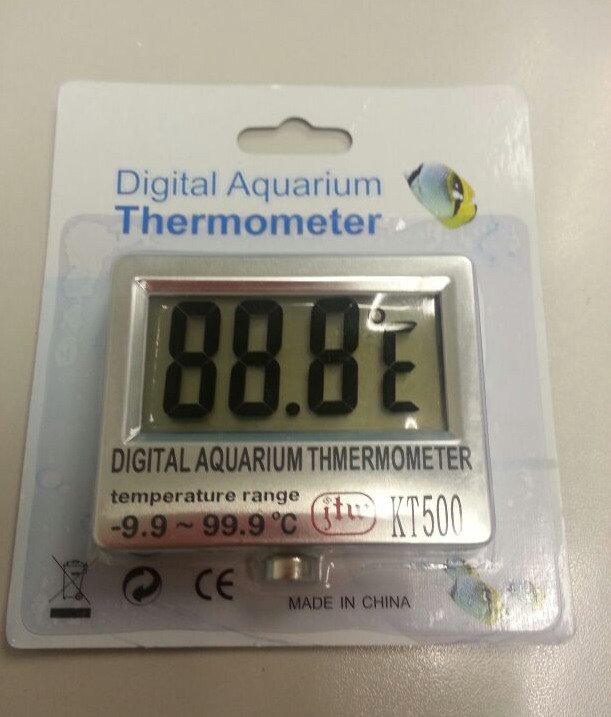 Digital Aquarium
Thermometer
88.8°C
DIGITAL AQUARIUM THMERMOMETER
temperature range
-9.9 ~ 99.9 °C
jtw
KT500
CE
MADE IN CHINA